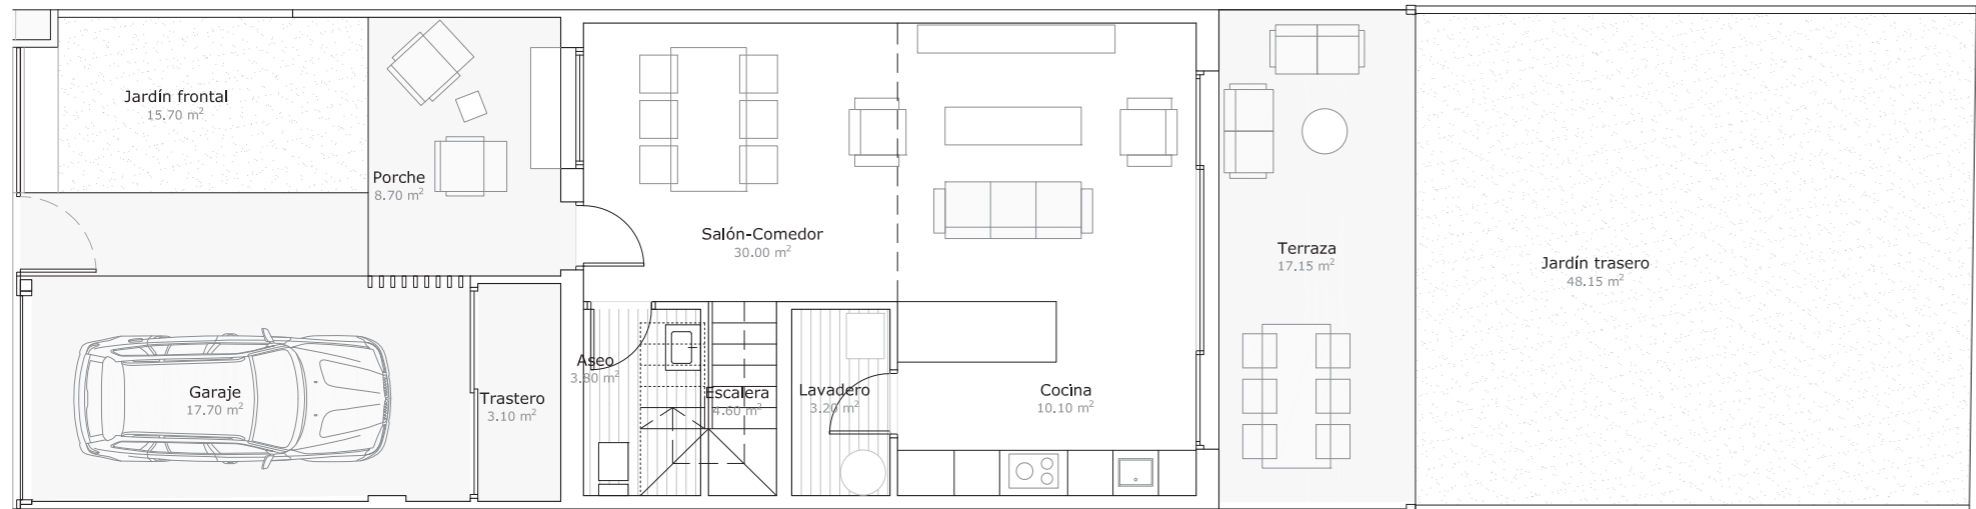 Jardín frontal
15.70 m²
Porche
8.70 m²
Salón-Comedor
30.00 m²
Terraza
17.15 m²
Jardín trasero
48.15 m²
Garaje
17.70 m²
Trastero
3.10 m²
Aseo
3.80 m²
Escalera
4.60 m²
Lavadero
3.20 m²
Cocina
10.10 m²